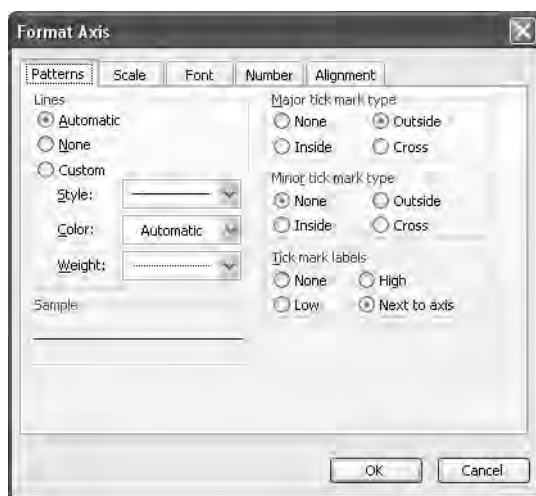 Format Axis
Patterns Scale Font Number Alignment
Lines
Automatic
None
Custom
Style:
Color: Automatic
Weight:
Sample
Major tick mark type
None Outside
Inside Cross
Minor tick mark type
None Outside
Inside Cross
Tick mark labels
None High
Low Next to axis
OK Cancel